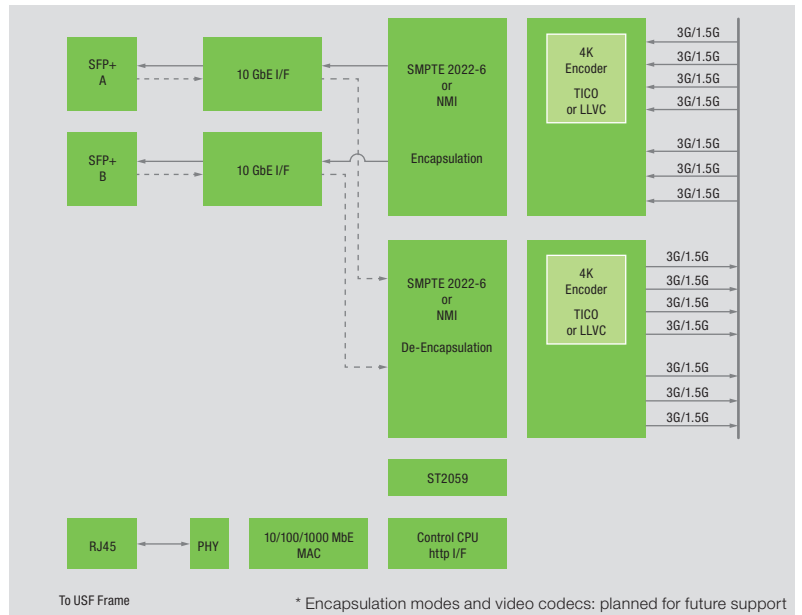 SFP+
A
10 GbE I/F
SMPTE 2022-6
or
NMI
Encapsulation
4K
Encoder
TICO
or LLVC
3G/1.5G
3G/1.5G
3G/1.5G
3G/1.5G
3G/1.5G
3G/1.5G
3G/1.5G
SFP+
B
10 GbE I/F
SMPTE 2022-6
or
NMI
De-Encapsulation
4K
Encoder
TICO
or LLVC
3G/1.5G
3G/1.5G
3G/1.5G
3G/1.5G
3G/1.5G
3G/1.5G
3G/1.5G
ST2059
RJ45
PHY
10/100/1000 MbE
MAC
Control CPU
http I/F
To USF Frame
* Encapsulation modes and video codecs: planned for future support